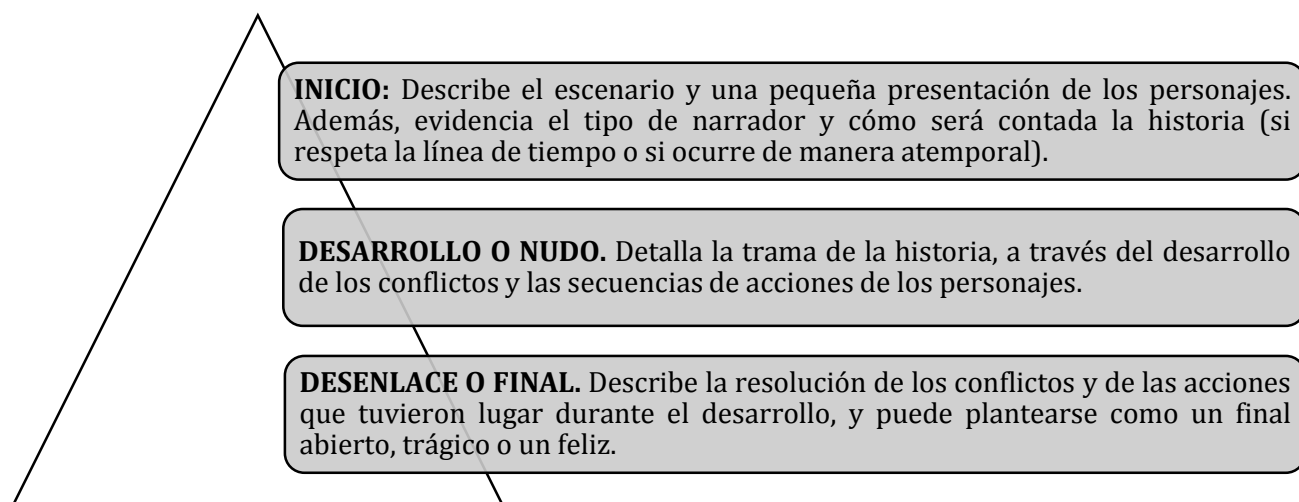 INICIO: Describe el escenario y una pequeña presentación de los personajes.
Además, evidencia el tipo de narrador y cómo será contada la historia (si
respeta la línea de tiempo o si ocurre de manera atemporal).
DESARROLLO O NUDO. Detalla la trama de la historia, a través del desarrollo
de los conflictos y las secuencias de acciones de los personajes.
DESENLACE O FINAL. Describe la resolución de los conflictos y de las acciones
que tuvieron lugar durante el desarrollo, y puede plantearse como un final
abierto, trágico o un feliz.